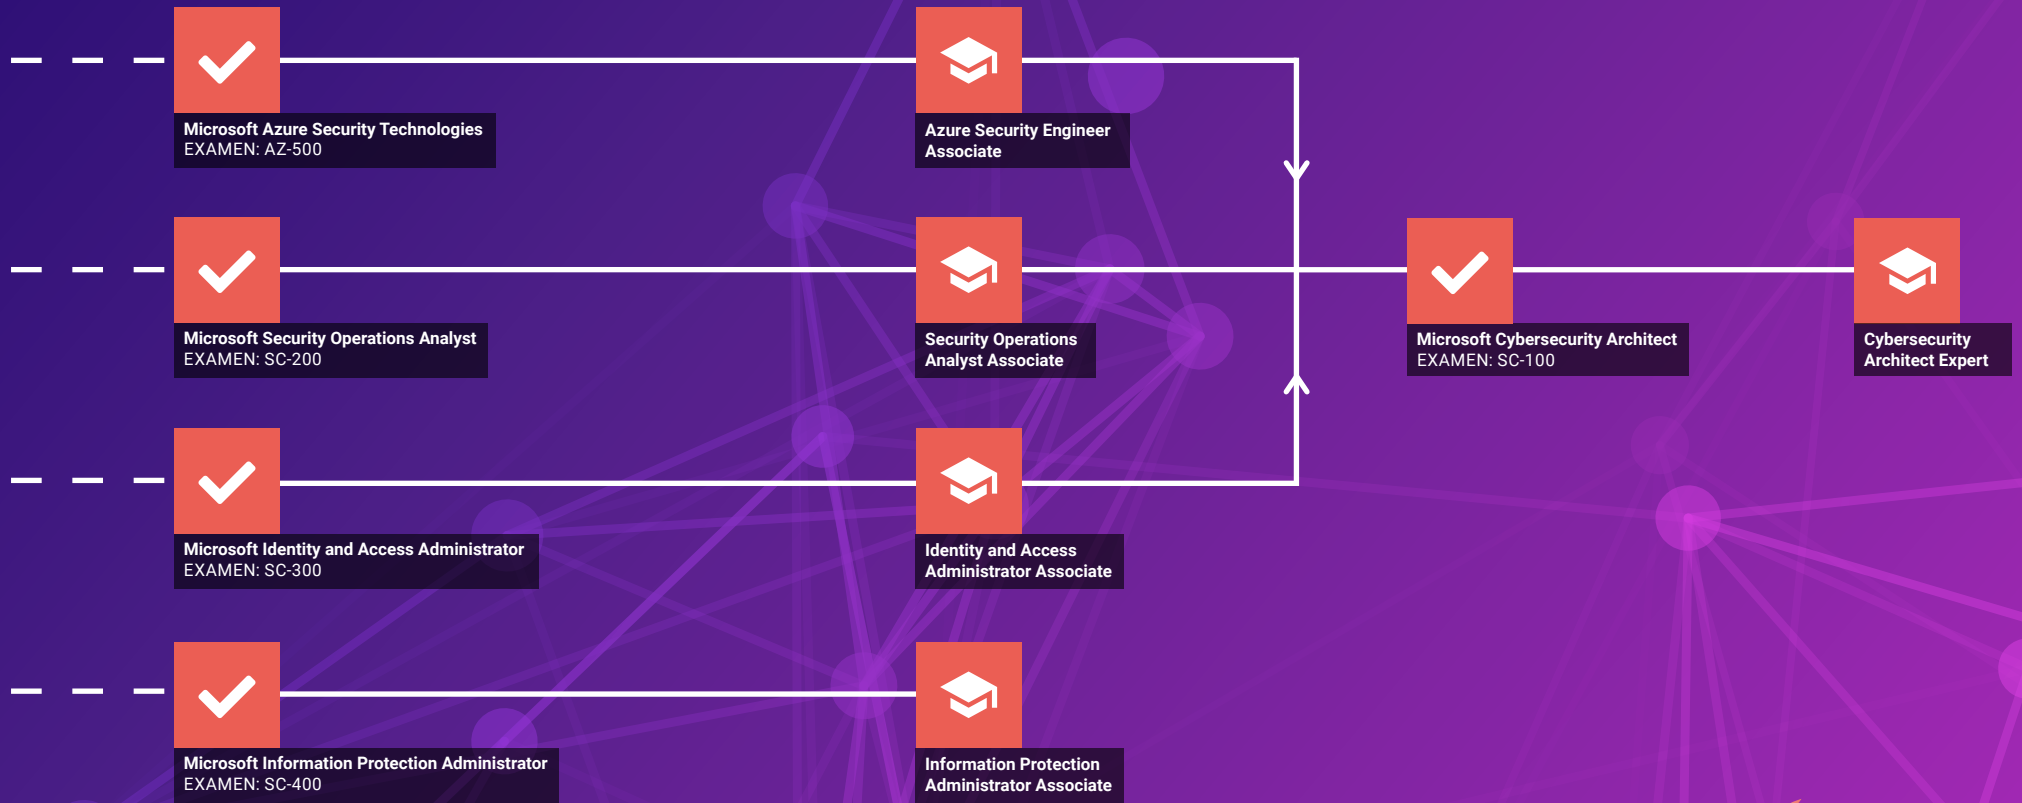 Microsoft Azure Security Technologies
EXAMEN: AZ-500
Azure Security Engineer
Associate
Microsoft Security Operations Analyst
EXAMEN: SC-200
Security Operations
Analyst Associate
Microsoft Cybersecurity Architect
EXAMEN: SC-100
Cybersecurity
Architect Expert
Microsoft Identity and Access Administrator
EXAMEN: SC-300
Identity and Access
Administrator Associate
Microsoft Information Protection Administrator
EXAMEN: SC-400
Information Protection
Administrator Associate